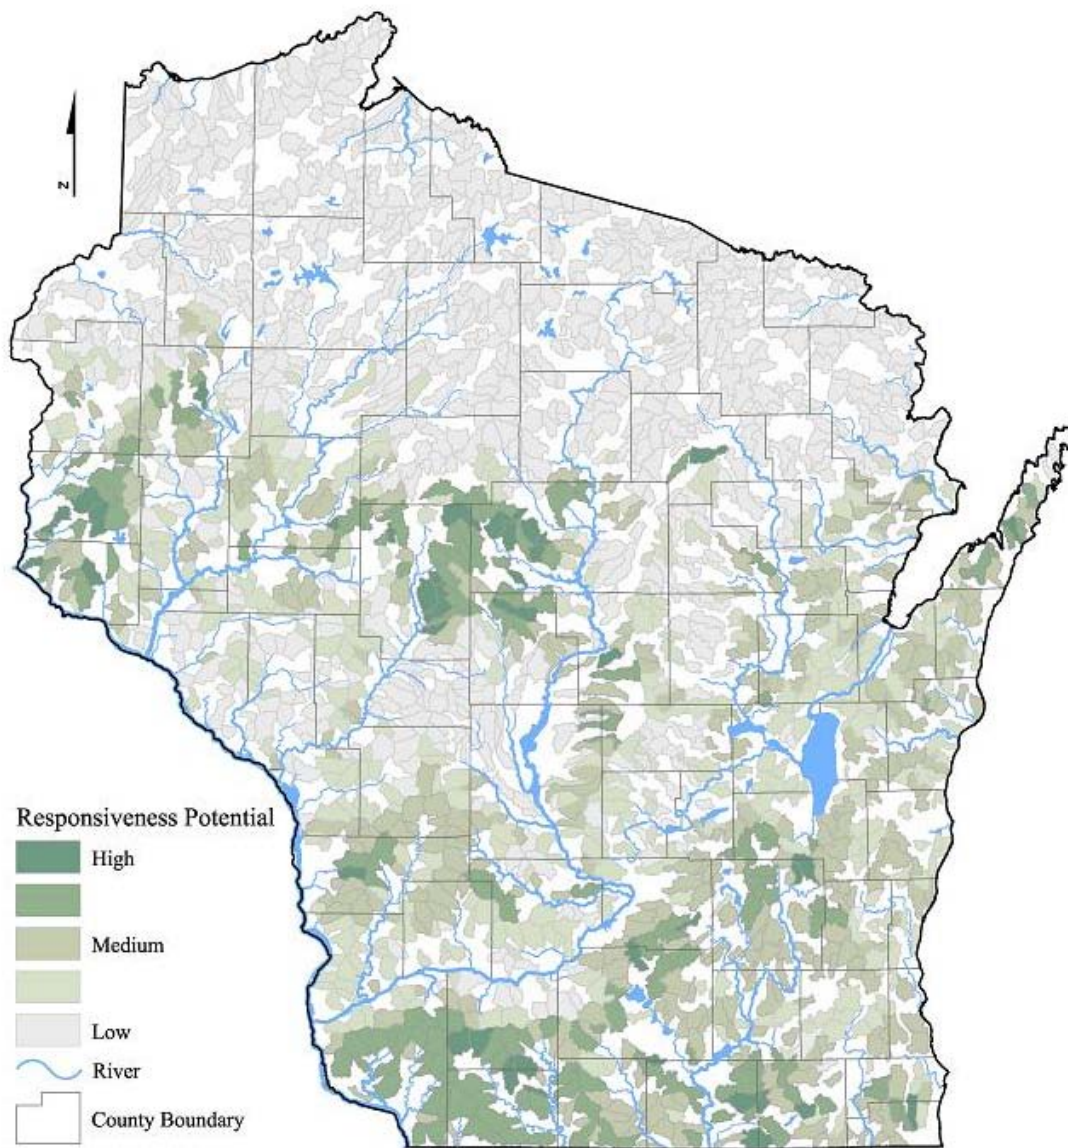 N
Responsiveness Potential
High
Medium
Low
River
County Boundary